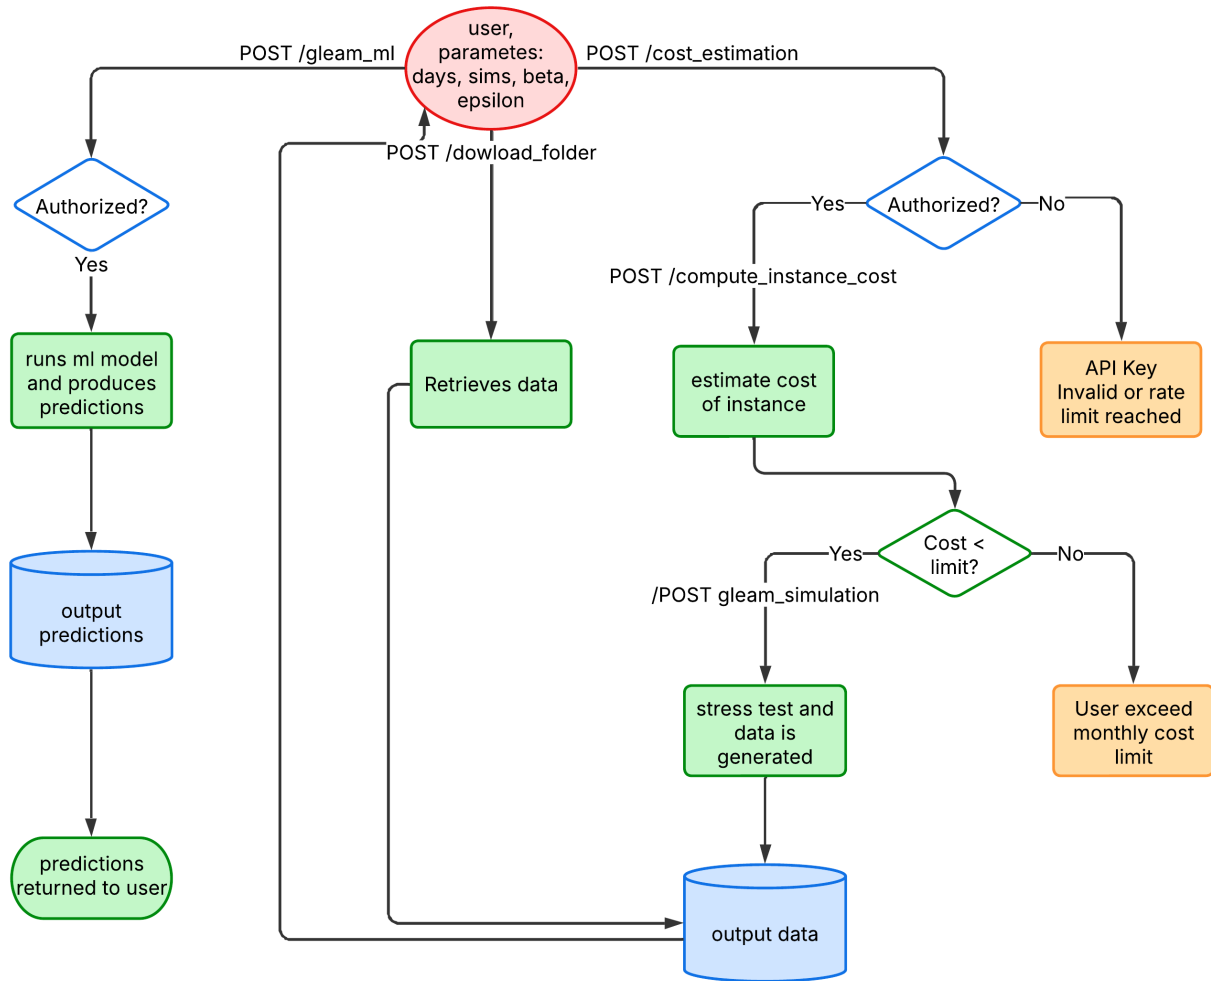 user,
parametes:
days, sims, beta,
epsilon
POST /gleam_ml
POST /cost_estimation
POST /dowload_folder
Authorized?
Yes
runs ml model
and produces
predictions
output
predictions
predictions
returned to user
Retrieves data
Authorized?
Yes
No
POST /compute_instance_cost
estimate cost
of instance
API Key
Invalid or rate
limit reached
Cost <
limit?
Yes
No
/POST gleam_simulation
stress test and
data is
generated
User exceed
monthly cost
limit
output data